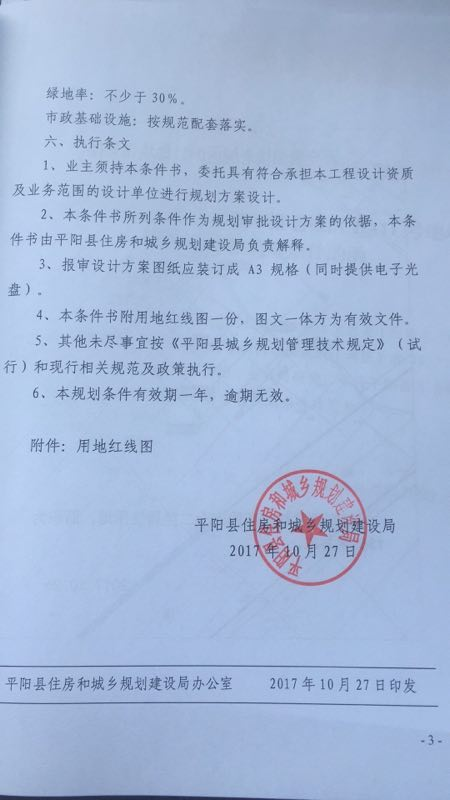 绿地率：不少于30%。
市政基础设施：按规范配套落实。
六、执行条文
1、业主须持本条件书，委托具有符合承担本工程设计资质
及业务范围的设计单位进行规划方案设计。
2、本条件书所列条件作为规划审批设计方案的依据，本条
件书由平阳县住房和城乡规划建设局负责解释。
3、报审设计方案图纸应装订成 A3 规格（同时提供电子光
盘）。
4、本条件书附用地红线图一份，图文一体方为有效文件。
5、其他未尽事宜按《平阳县城乡规划管理技术规定》（试
行）和现行相关规范及政策执行。
6、本规划条件有效期一年，逾期无效。
附件：用地红线图
平阳县住房和城乡规划建设局
平阳县住房和城乡规划建设局
2017年10月27日
平阳县住房和城乡规划建设局办公室 2017年10月27日印发
-3-